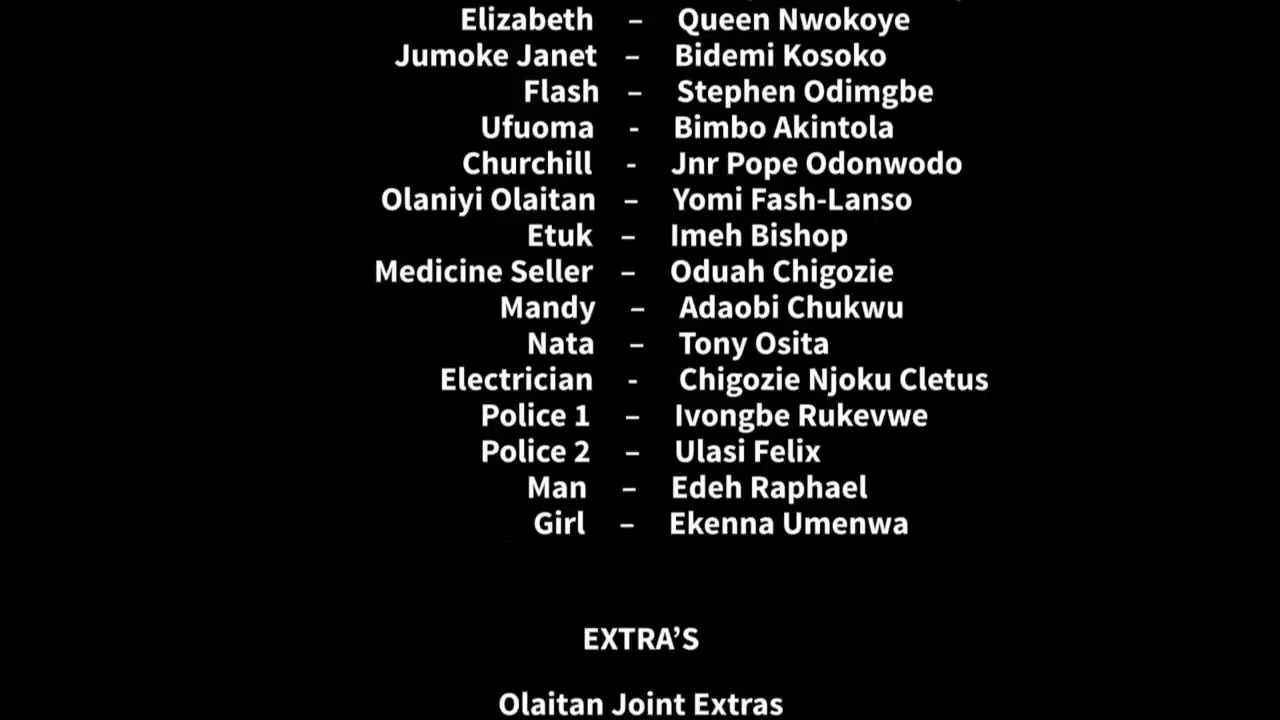 Elizabeth – Queen Nwokoye
Jumoke Janet – Bidemi Kosoko
Flash – Stephen Odimgbe
Ufuoma - Bimbo Akintola
Churchill - Jnr Pope Odonwodo
Olaniyi Olaitan – Yomi Fash-Lanso
Etuk – Imeh Bishop
Medicine Seller – Oduah Chigozie
Mandy – Adaobi Chukwu
Nata – Tony Osita
Electrician - Chigozie Njoku Cletus
Police 1 – Ivongbe Rukevwe
Police 2 – Ulasi Felix
Man – Edeh Raphael
Girl – Ekenna Umenwa
EXTRA’S
Olaitan Joint Extras